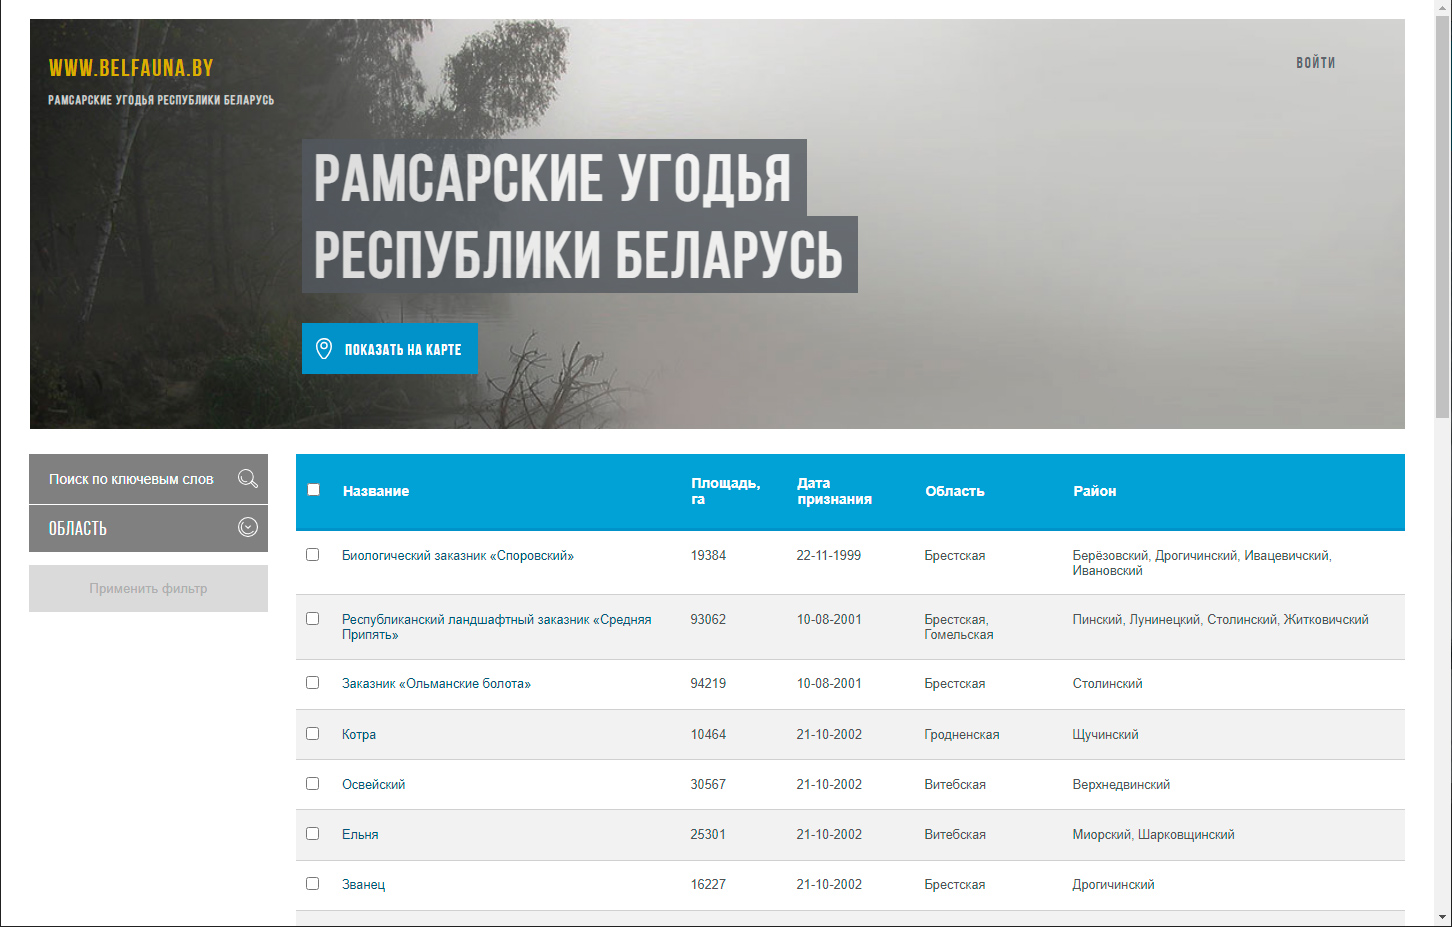 WWW.BELFAUNA.BY
ВОЙТИ
РАМСАРСКИЕ УГОДЬЯ РЕСПУБЛИКИ БЕЛАРУСЬ
РАМСАРСКИЕ УГОДЬЯ
РЕСПУБЛИКИ БЕЛАРУСЬ
ПОКАЗАТЬ НА КАРТЕ
Поиск по ключевым слов
ОБЛАСТЬ
Применить фильтр
Название Площадь, га Дата признания Область Район
Биологический заказник «Споровский» 19384 22-11-1999 Брестская Берёзовский, Дрогичинский, Ивацевичский,
Ивановский
Республиканский ландшафтный заказник «Средняя 93062 10-08-2001 Брестская, Пинский, Лунинецкий, Столинский, Житковичский
Припять» Гомельская
Заказник «Ольманские болота» 94219 10-08-2001 Брестская Столинский
Котра 10464 21-10-2002 Гродненская Щучинский
Освейский 30567 21-10-2002 Витебская Верхнедвинский
Ельня 25301 21-10-2002 Витебская Миорский, Шарковщинский
Званец 16227 21-10-2002 Брестская Дрогичинский